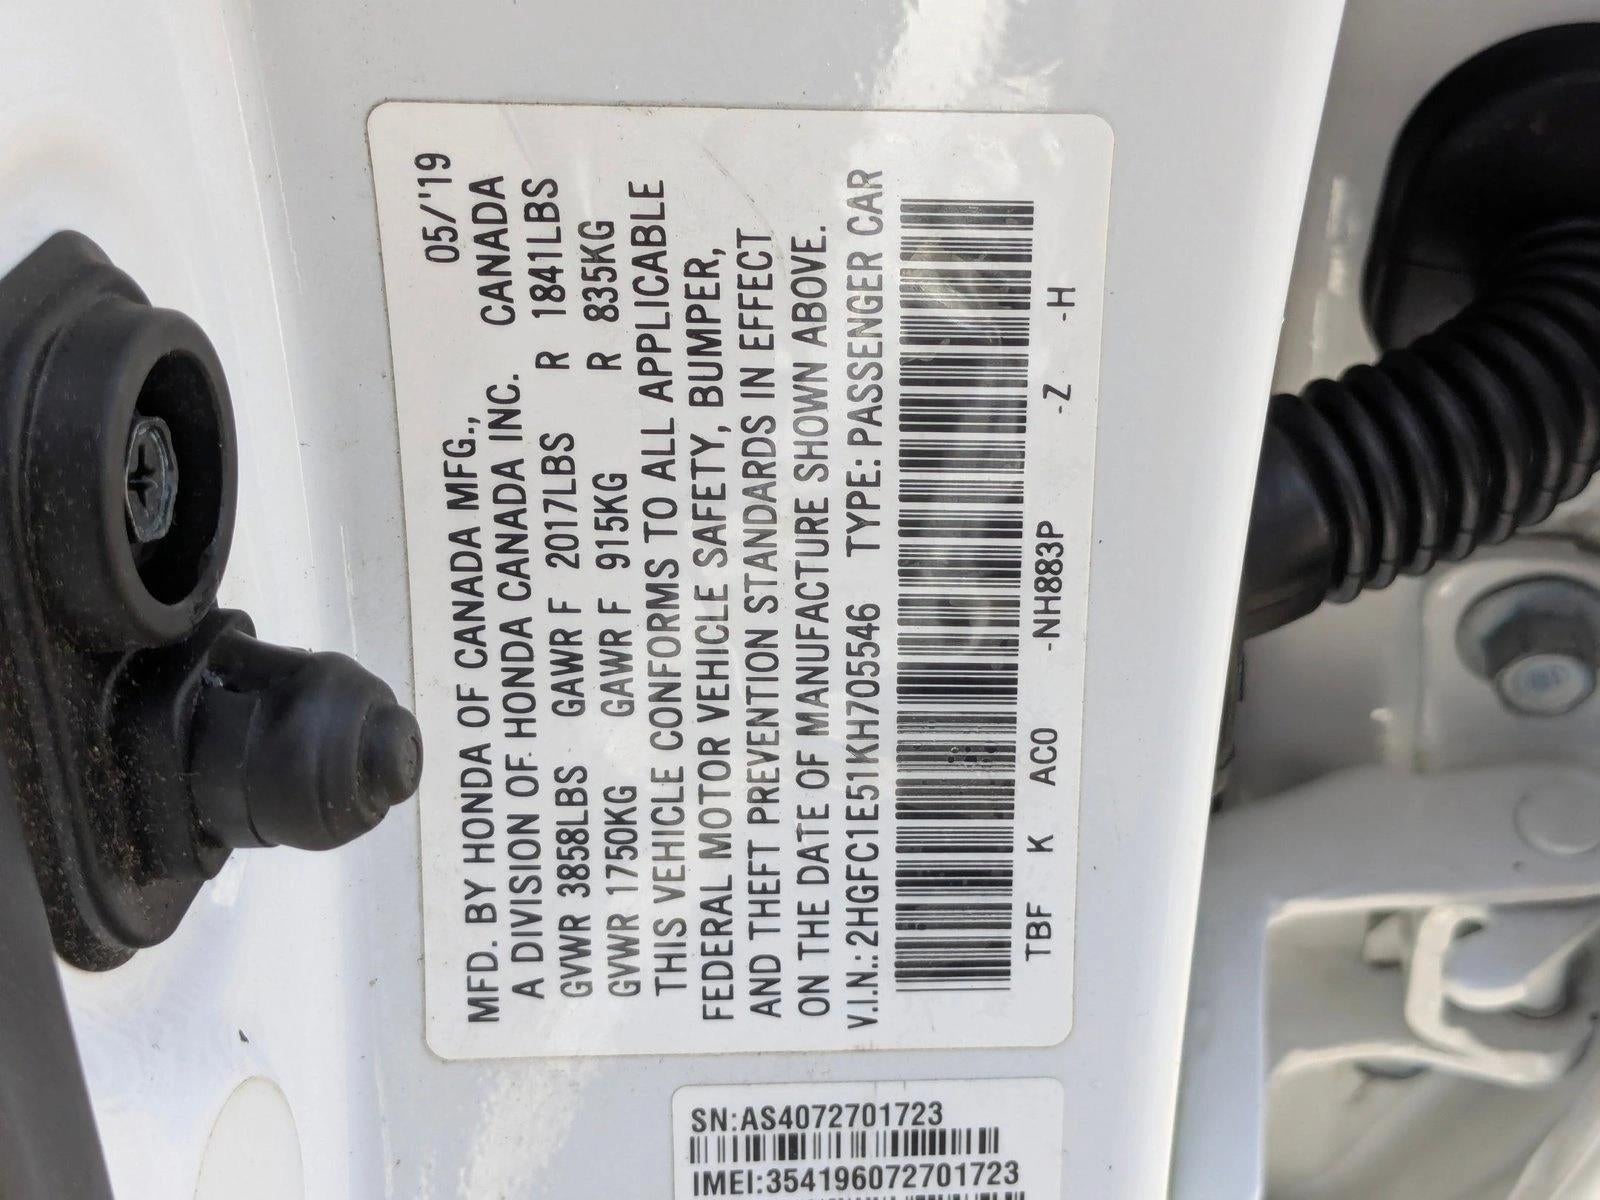 05/'19
MFD. BY HONDA OF CANADA MFG., CANADA
A DIVISION OF HONDA CANADA INC.
GVWR 3858LBS GAWR F 2017LBS R 1841LBS
GVWR 1750KG GAWR F 915KG R 835KG
THIS VEHICLE CONFORMS TO ALL APPLICABLE
FEDERAL MOTOR VEHICLE SAFETY, BUMPER,
AND THEFT PREVENTION STANDARDS IN EFFECT
ON THE DATE OF MANUFACTURE SHOWN ABOVE.
V.I.N.: 2HGFC1E51KH705546 TYPE: PASSENGER CAR
TBF K AC0 -NH883P -Z -H
SN:AS4072701723
IMEI:354196072701723